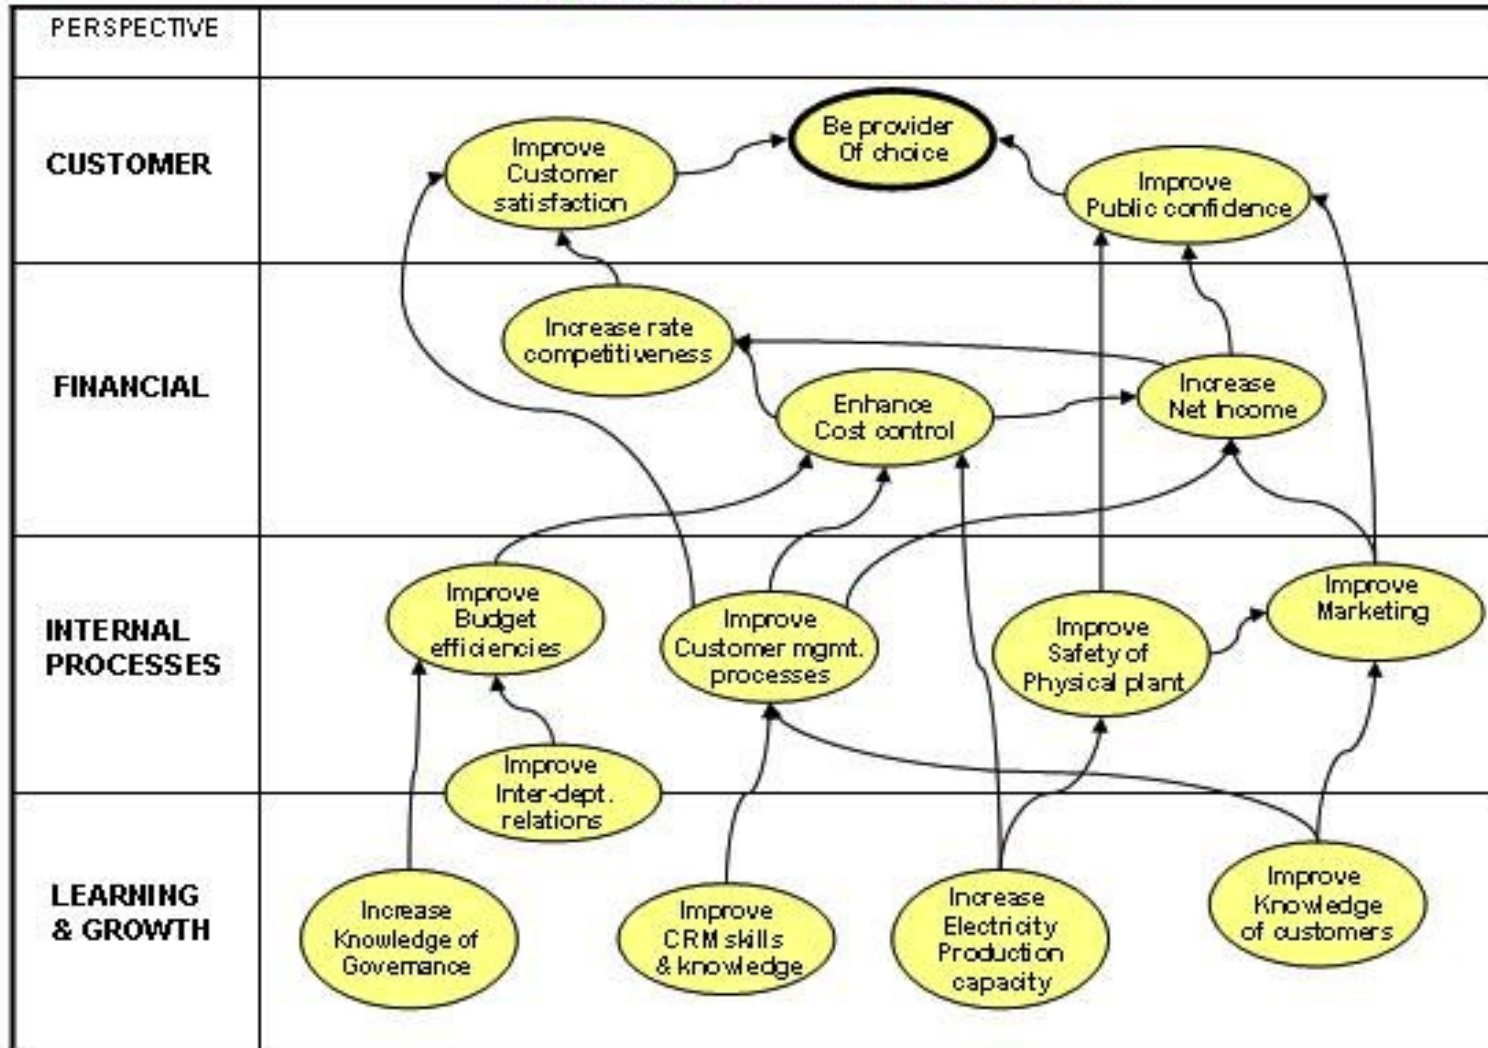 PERSPECTIVE
CUSTOMER
Improve
Customer
satisfaction
Be provider
Of choice
Improve
Public confidence
FINANCIAL
Increase rate
competitiveness
Enhance
Cost control
Increase
Net Income
INTERNAL
PROCESSES
Improve
Budget
efficiencies
Improve
Customer mgmt.
processes
Improve
Safety of
Physical plant
Improve
Marketing
Improve
Inter-dept.
relations
LEARNING
& GROWTH
Increase
Knowledge of
Governance
Improve
CRM skills
& knowledge
Increase
Electricity
Production
capacity
Improve
Knowledge
of customers